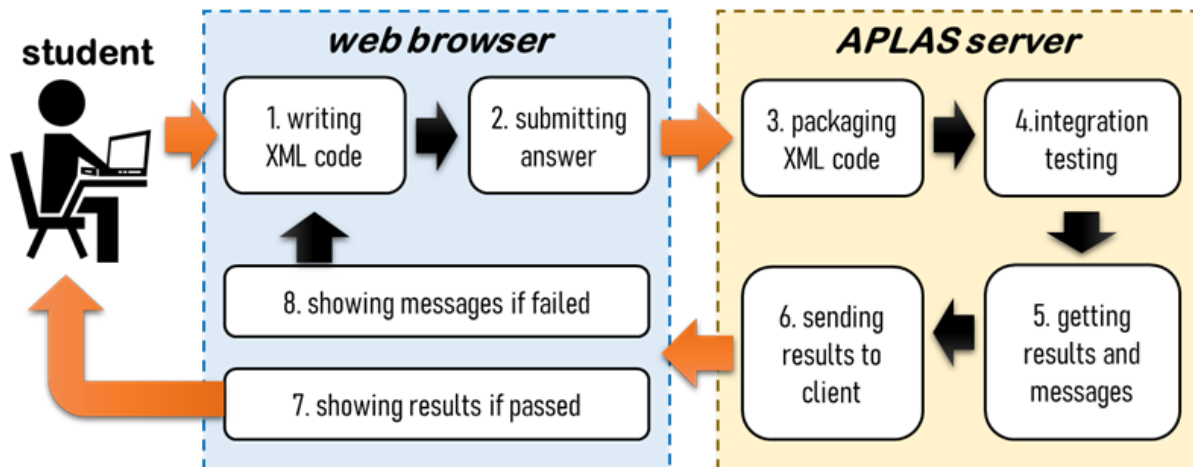 student
web browser
1. writing
XML code
2. submitting
answer
8. showing messages if failed
7. showing results if passed
APLAS server
3. packaging
XML code
4.integration
testing
6. sending
results to
client
5. getting
results and
messages